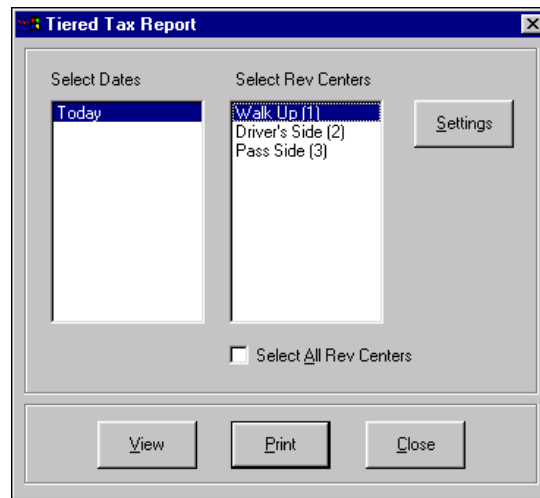 Tiered Tax Report
Select Dates
Select Rev Centers
Today
Walk Up (1)
Driver's Side (2)
Pass Side (3)
Settings
Select All Rev Centers
View
Print
Close